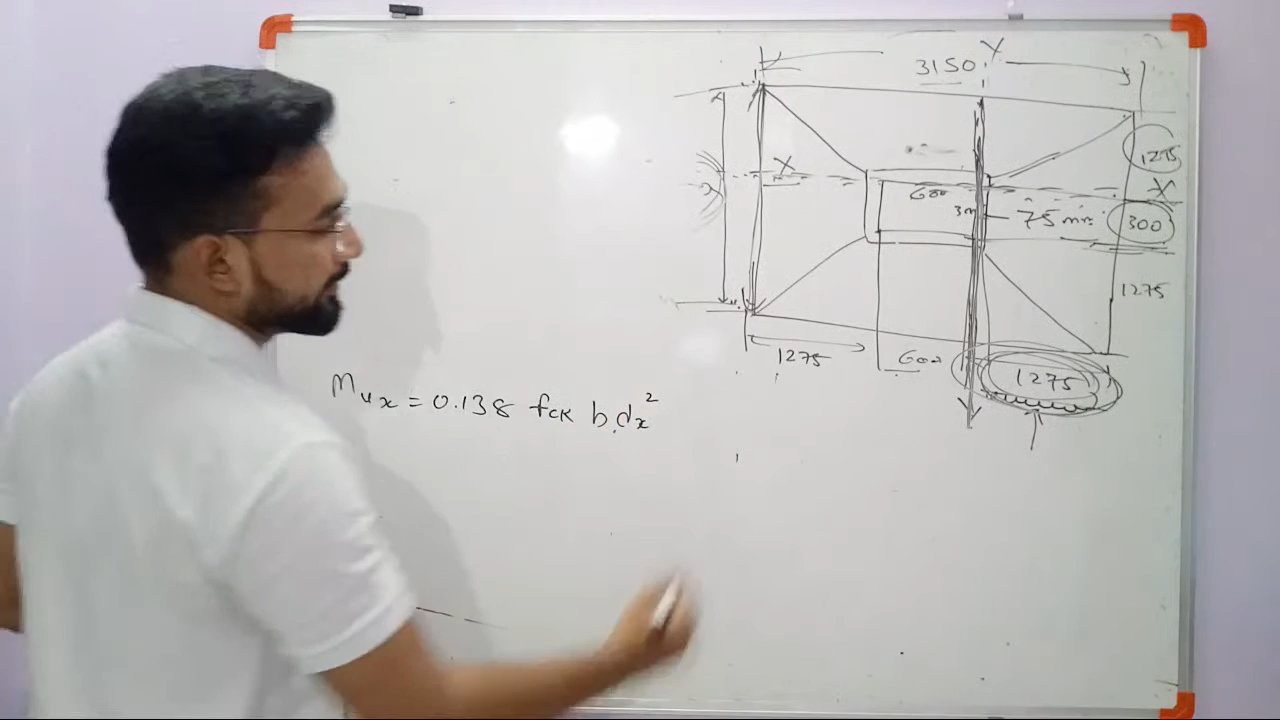 Y
3150
1275
X
X
600
3m
75 mm
300
1275
1275
600
1275
Mux = 0.138 fck b.dx²